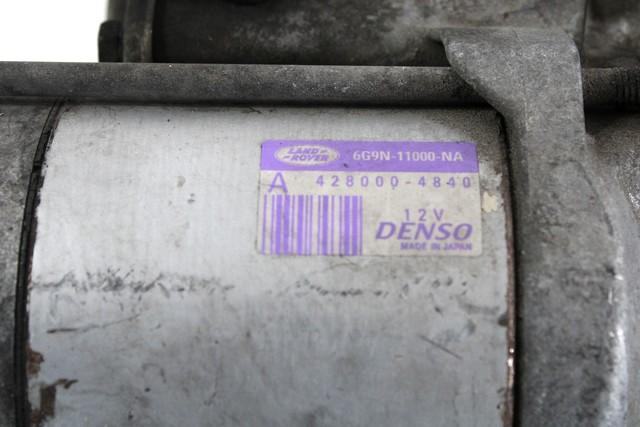 LAND ROVER
6G9N-11000-NA
A 428000-4840
12V
DENSO
MADE IN JAPAN